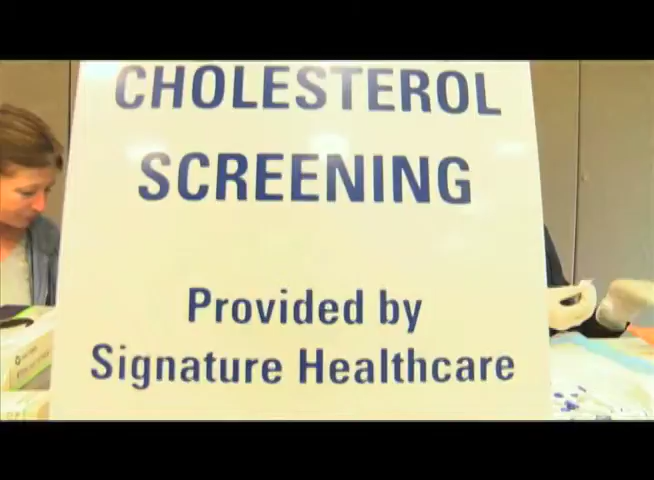 CHOLESTEROL
SCREENING
Provided by
Signature Healthcare